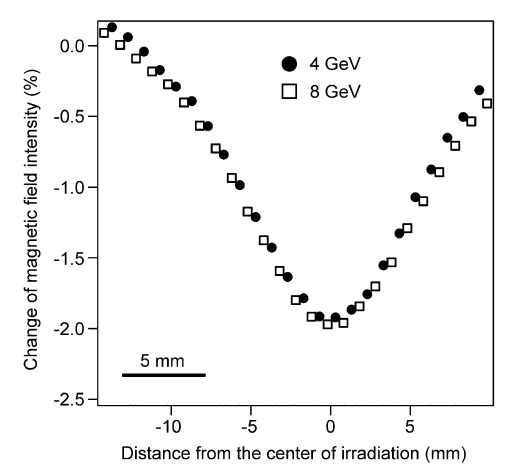 Change of magnetic field intensity (%)
0.0
-0.5
-1.0
-1.5
-2.0
-2.5
4 GeV
8 GeV
5 mm
-10
-5
0
5
Distance from the center of irradiation (mm)